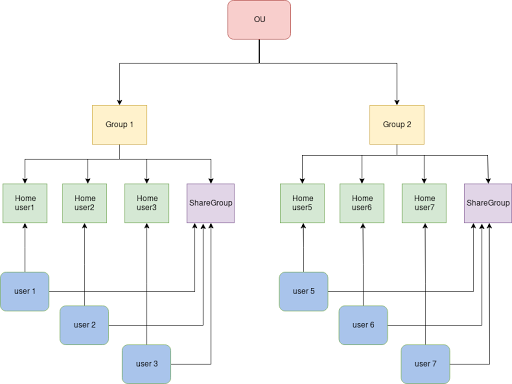 OU
Group 1
Group 2
Home
user1
Home
user2
Home
user3
ShareGroup
Home
user5
Home
user6
Home
user7
ShareGroup
user 1
user 5
user 2
user 6
user 3
user 7